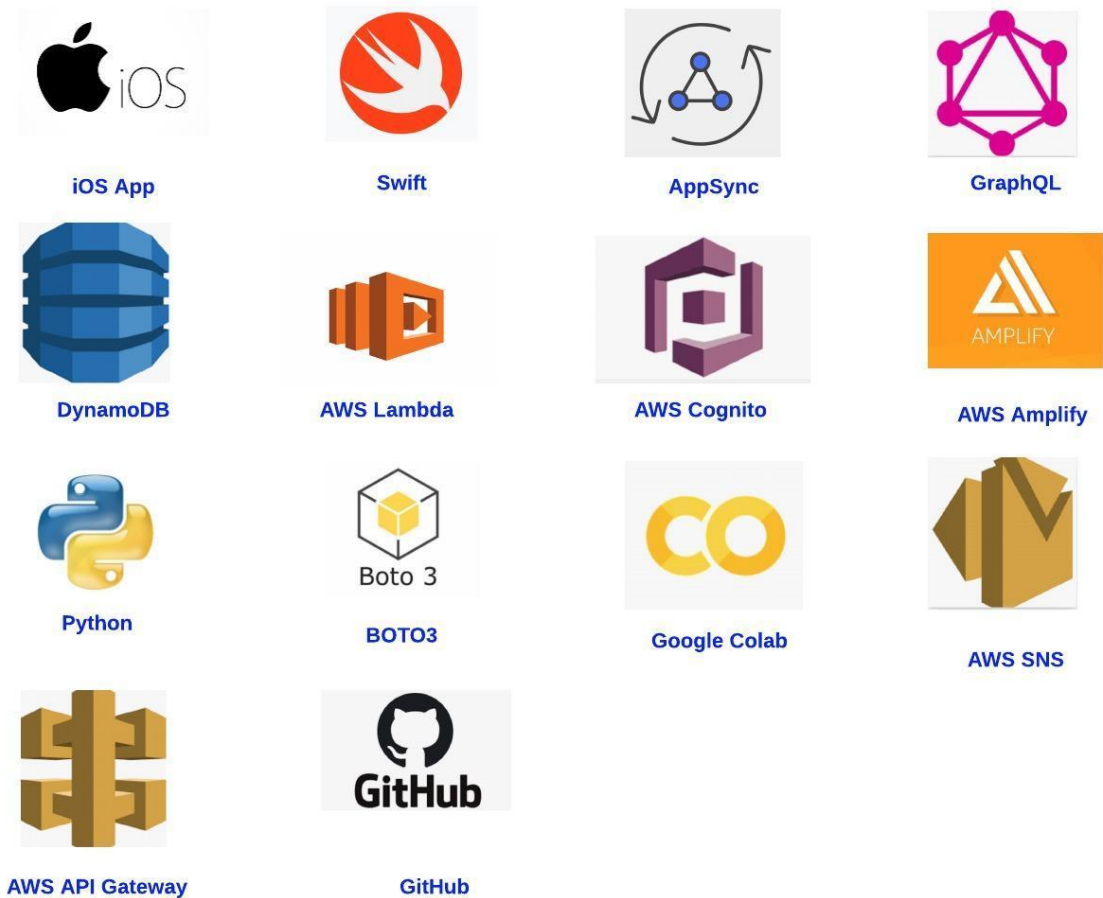 iOS
iOS App
Swift
AppSync
GraphQL
DynamoDB
AWS Lambda
AWS Cognito
AMPLIFY
AWS Amplify
Python
Boto 3
BOTO3
Google Colab
AWS SNS
AWS API Gateway
GitHub
GitHub